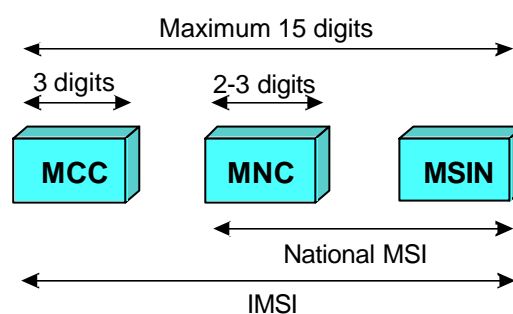 Maximum 15 digits
3 digits
2-3 digits
MCC
MNC
MSIN
National MSI
IMSI